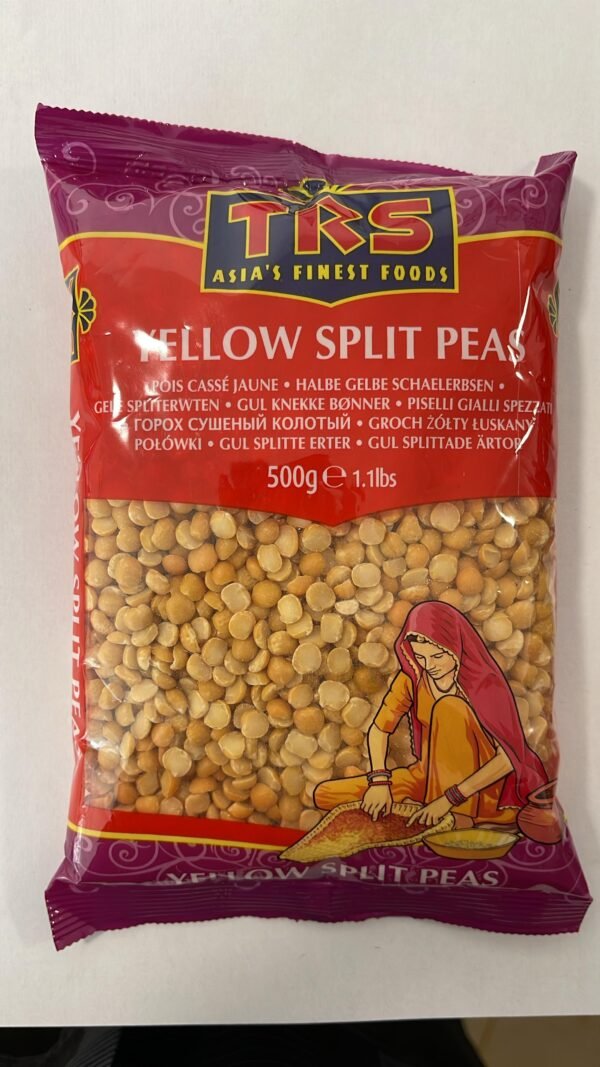 TRS
ASIA'S FINEST FOODS
YELLOW SPLIT PEAS
POIS CASSÉ JAUNE • HALBE GELBE SCHAELERBSEN •
GELE SPLITERWTEN • GUL KNEKKE BØNNER • PISELLI GIALLI SPEZZATI
ГОРОХ СУШЕНЫЙ КОЛОТЫЙ • GROCH ŻÓŁTY ŁUSKANY
POŁÓWKI • GUL SPLITTE ERTER • GUL SPLITTADE ÄRTOR
500g e 1.1lbs
YELLOW SPLIT PEAS
YELLOW SPLIT PEAS